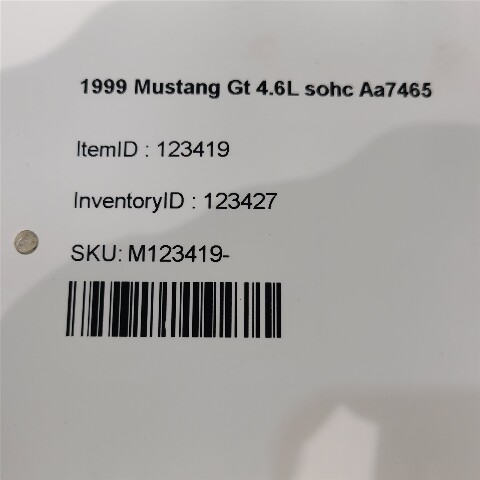 1999 Mustang Gt 4.6L sohc Aa7465
ItemID : 123419
InventoryID : 123427
SKU: M123419-